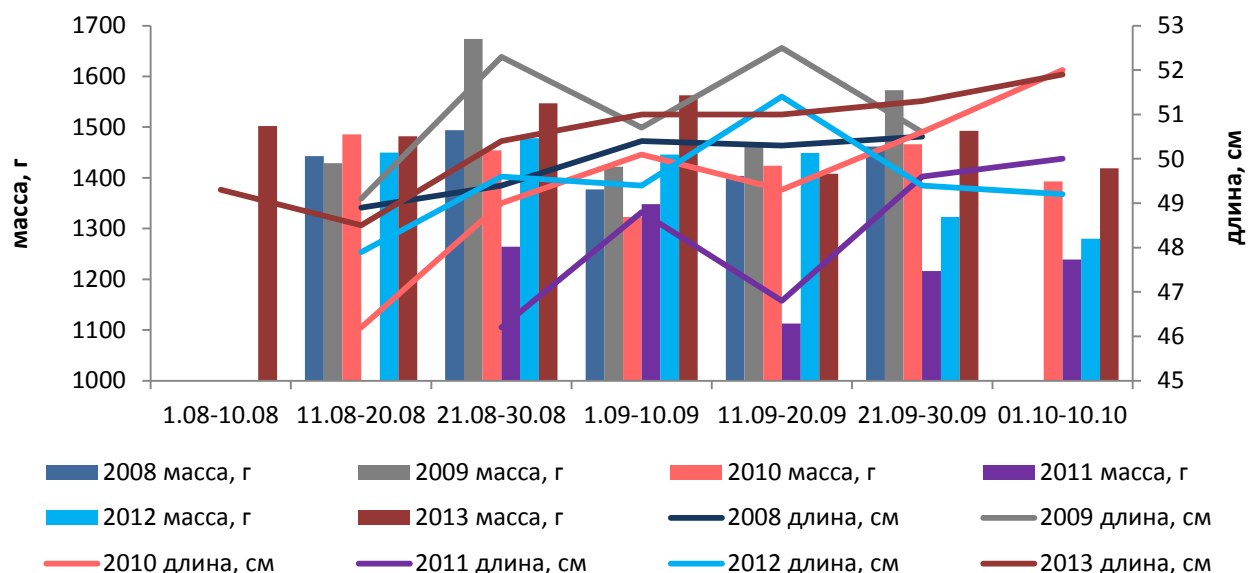 1700
1600
1500
1400
1300
1200
1100
1000
масса, г
53
52
51
50
49
48
47
46
45
длина, см
1.08-10.08 11.08-20.08 21.08-30.08 1.09-10.09 11.09-20.09 21.09-30.09 01.10-10.10
2008 масса, г 2009 масса, г 2010 масса, г 2011 масса, г
2012 масса, г 2013 масса, г 2008 длина, см 2009 длина, см
2010 длина, см 2011 длина, см 2012 длина, см 2013 длина, см